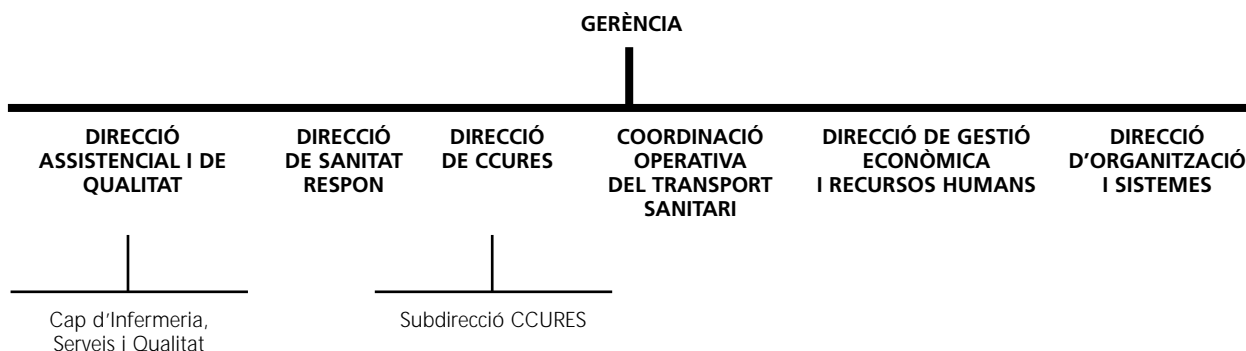 GERÈNCIA
DIRECCIÓ
ASSISTENCIAL I DE
QUALITAT
DIRECCIÓ
DE SANITAT
RESPON
DIRECCIÓ
DE CCURES
COORDINACIÓ
OPERATIVA
DEL TRANSPORT
SANITARI
DIRECCIÓ DE GESTIÓ
ECONÒMICA
I RECURSOS HUMANS
DIRECCIÓ
D'ORGANITZACIÓ
I SISTEMES
Cap d'Infermeria,
Serveis i Qualitat
Subdirecció CCURES